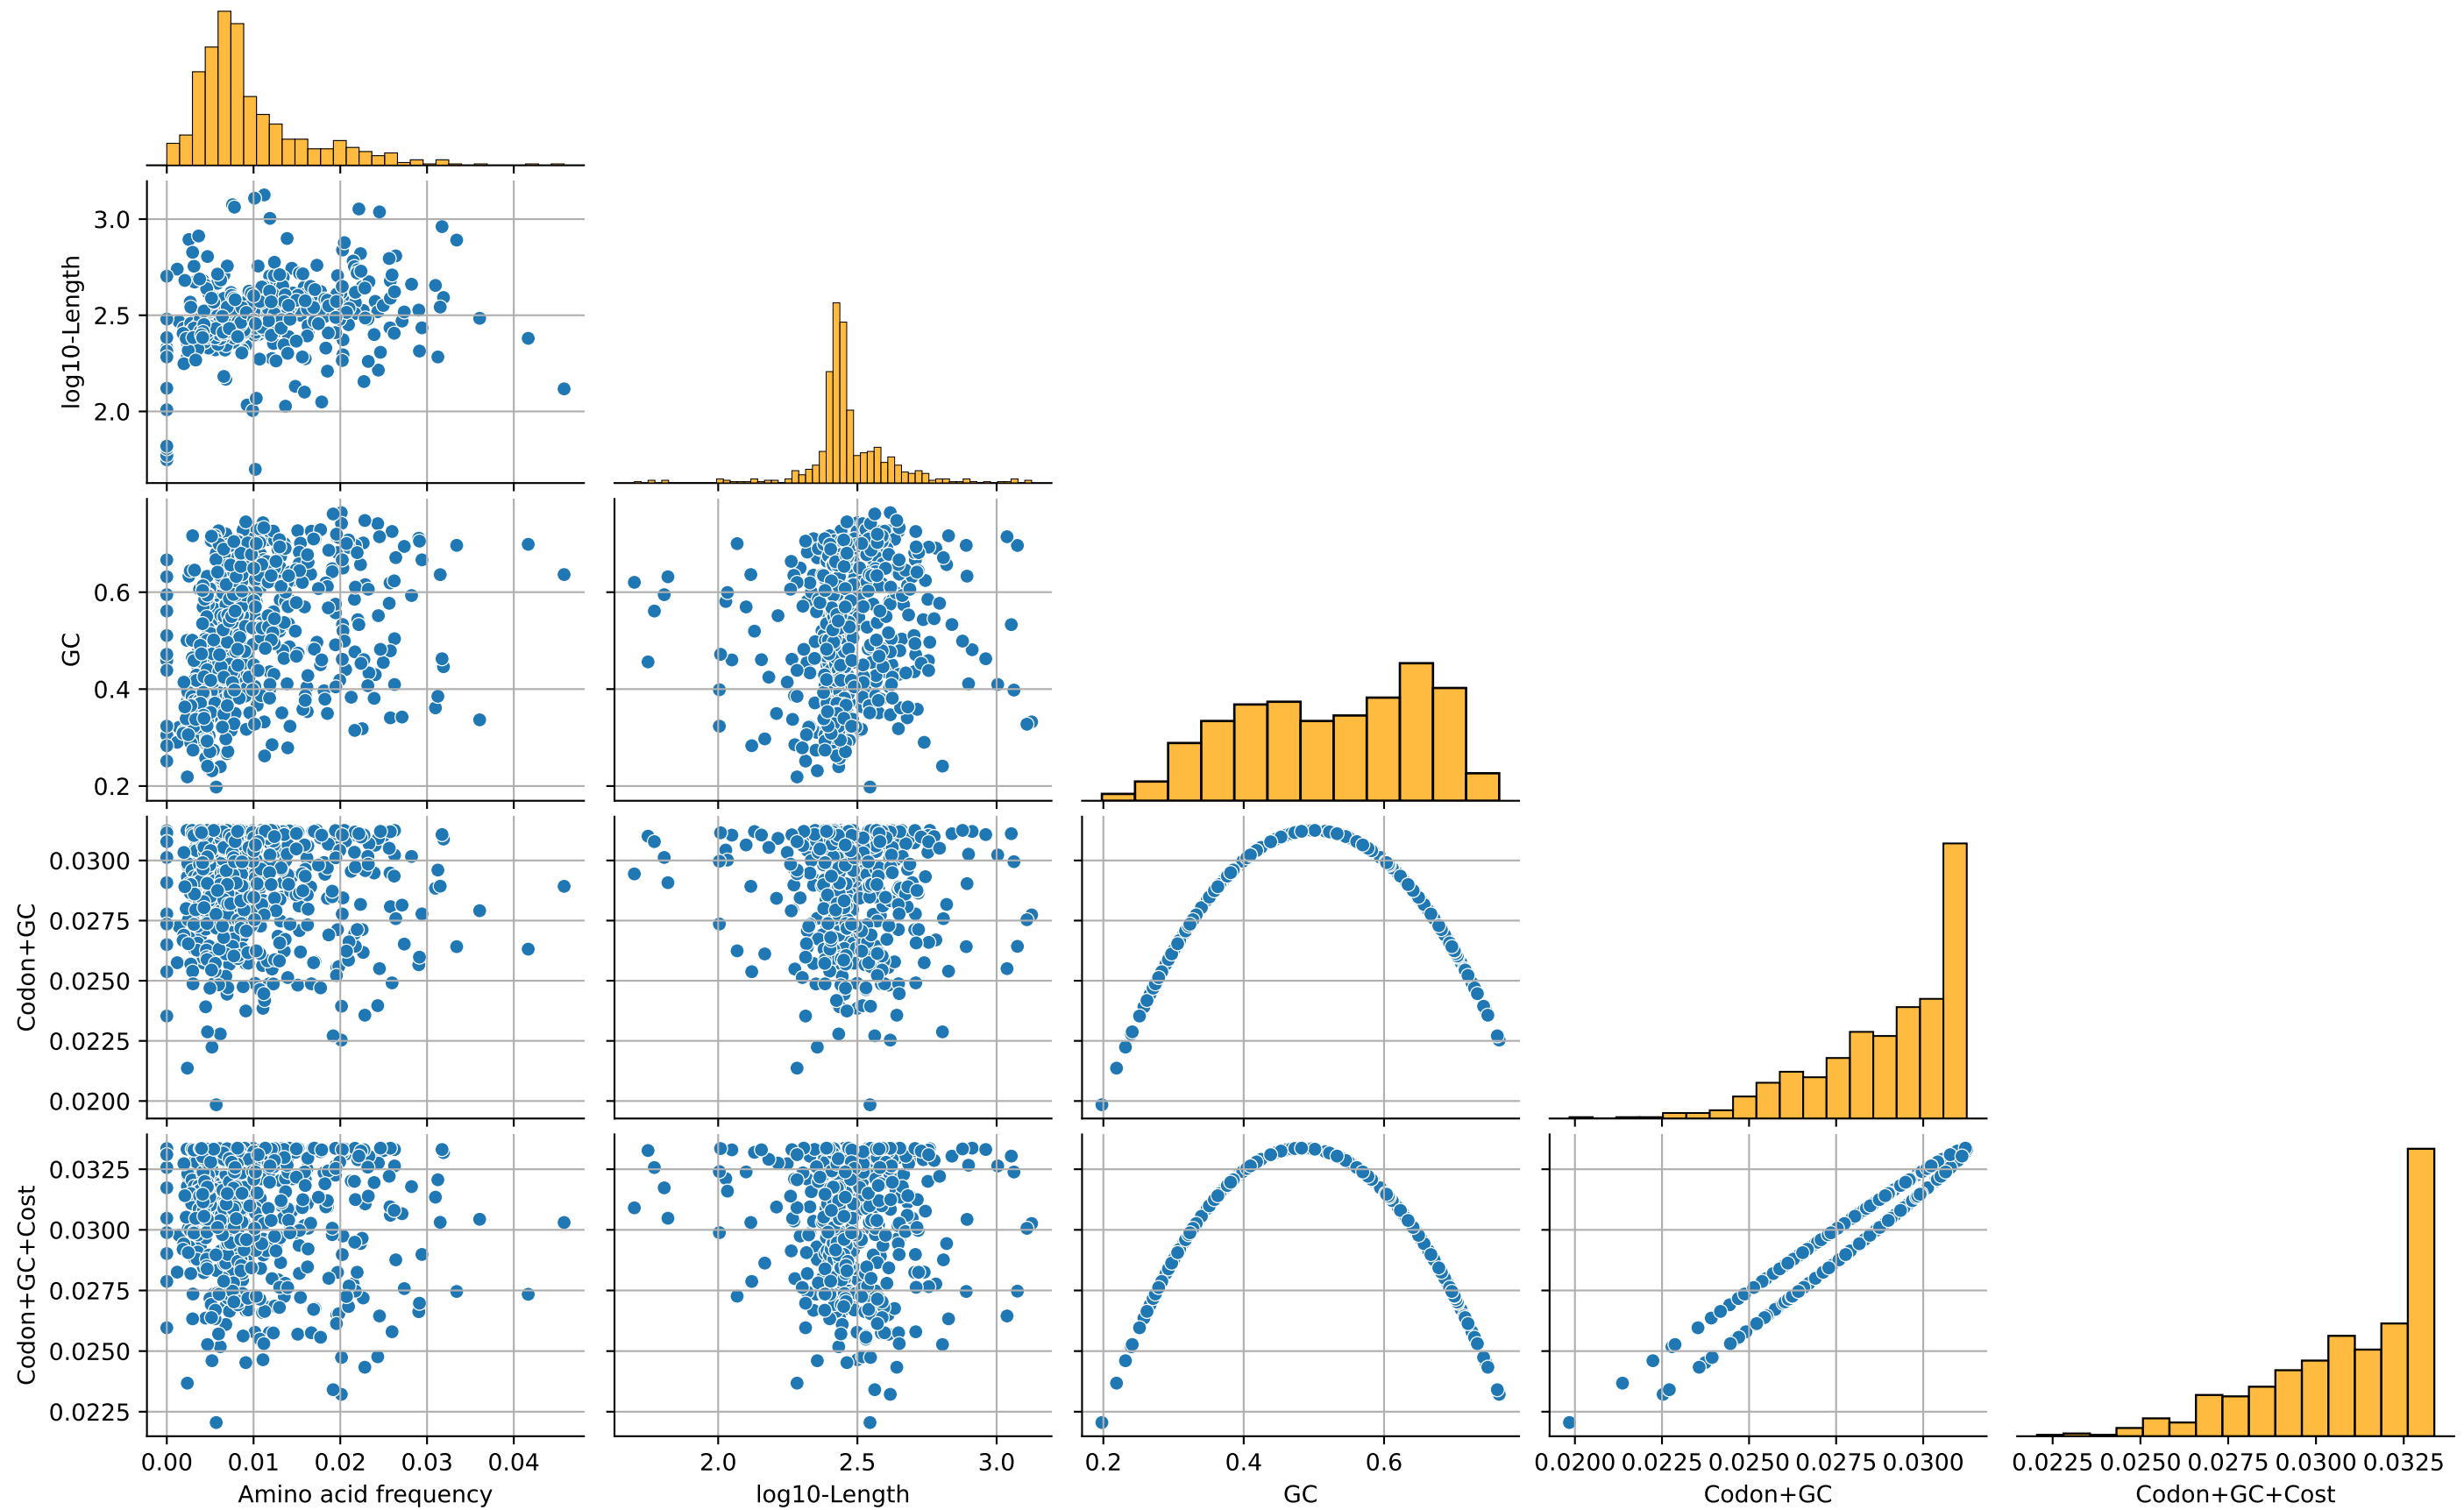 log10-Length
3.0
2.5
2.0
GC
0.6
0.4
0.2
Codon+GC
0.0300
0.0275
0.0250
0.0225
0.0200
Codon+GC+Cost
0.0325
0.0300
0.0275
0.0250
0.0225
0.00 0.01 0.02 0.03 0.04
2.0 2.5 3.0
0.2 0.4 0.6
0.0200 0.0225 0.0250 0.0275 0.0300
0.0225 0.0250 0.0275 0.0300 0.0325
Amino acid frequency
log10-Length
GC
Codon+GC
Codon+GC+Cost